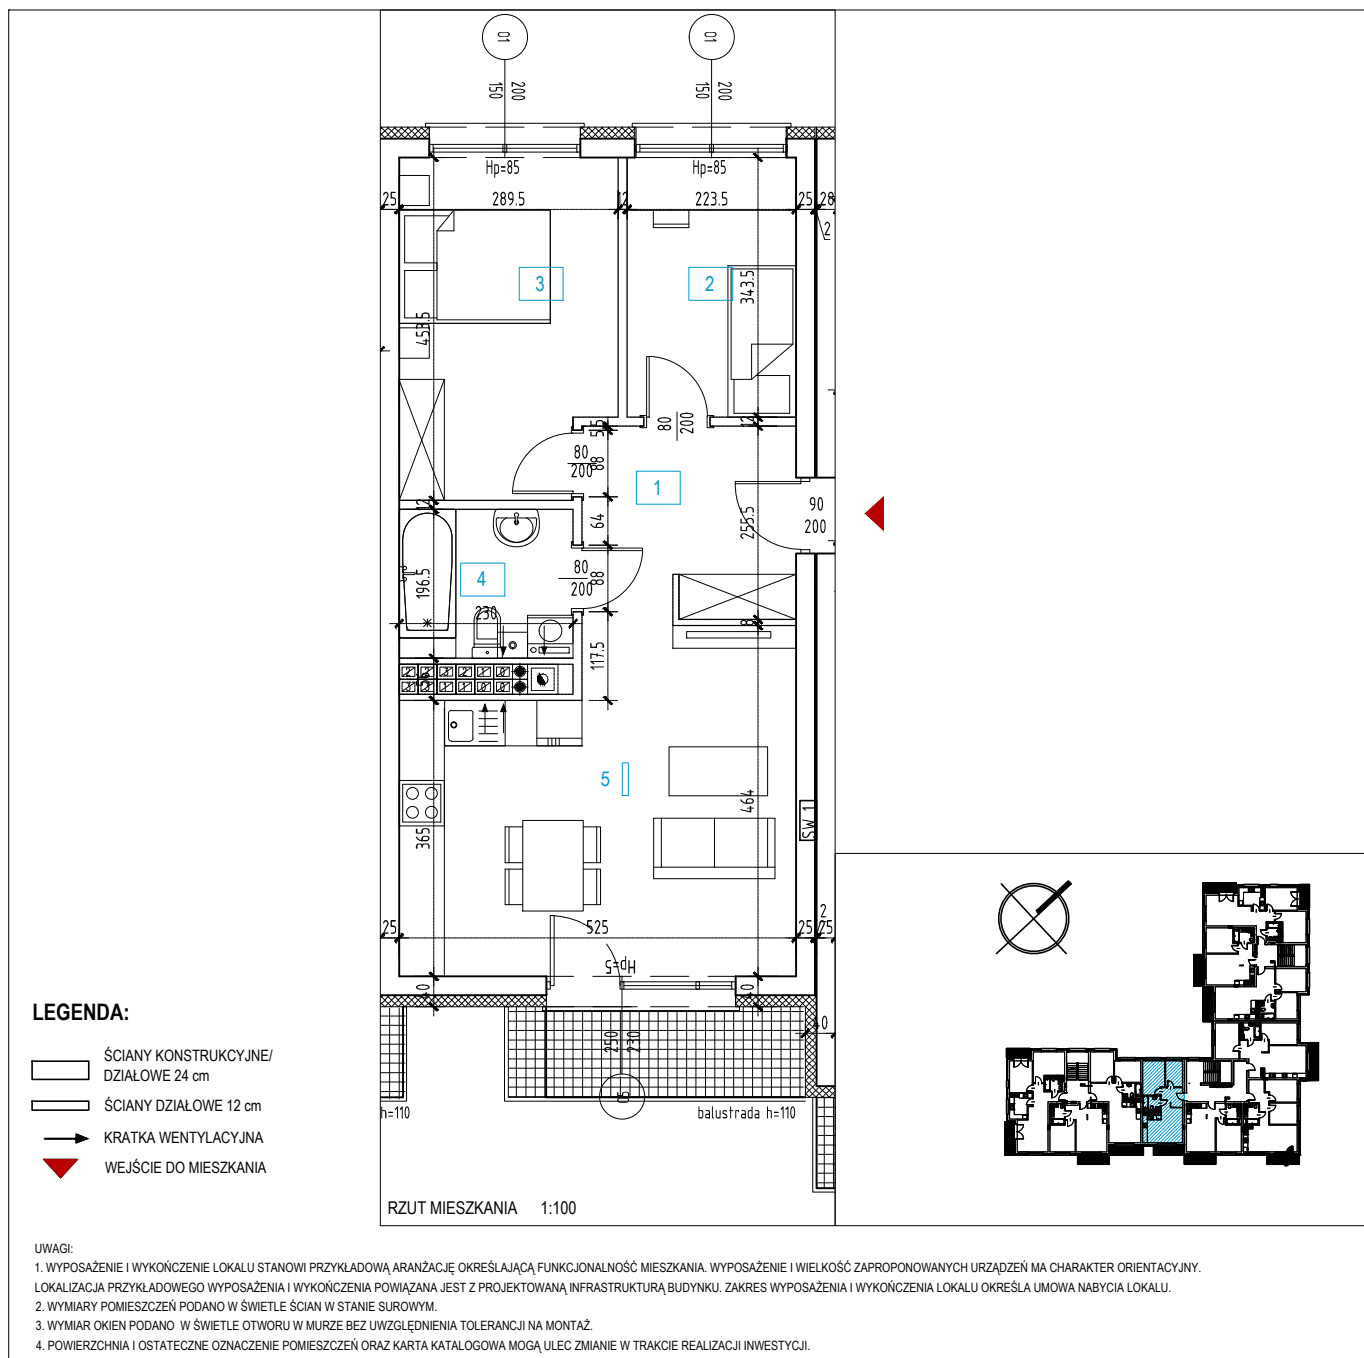 01
01
150
200
150
200
Hp=85
Hp=85
25
289.5
12
223.5
25
28
2
3
2
343.5
453.5
12
80
200
5.5
80
200
88
1
90
200
255.5
12
64
4
196.5
80
200
88
230
8
117.5
5
464
SW 1
365
25
525
25
2
25
Hp=5
40
40
40
250
230
05
h=110
balustrada h=110
RZUT MIESZKANIA 1:100
LEGENDA:
ŚCIANY KONSTRUKCYJNE/
DZIAŁOWE 24 cm
ŚCIANY DZIAŁOWE 12 cm
KRATKA WENTYLACYJNA
WEJŚCIE DO MIESZKANIA
UWAGI:
1. WYPOSAŻENIE I WYKOŃCZENIE LOKALU STANOWI PRZYKŁADOWĄ ARANŻACJĘ OKREŚLAJĄCĄ FUNKCJONALNOŚĆ MIESZKANIA. WYPOSAŻENIE I WIELKOŚĆ ZAPROPONOWANYCH URZĄDZEŃ MA CHARAKTER ORIENTACYJNY.
LOKALIZACJA PRZYKŁADOWEGO WYPOSAŻENIA I WYKOŃCZENIA POWIĄZANA JEST Z PROJEKTOWANĄ INFRASTRUKTURĄ BUDYNKU. ZAKRES WYPOSAŻENIA I WYKOŃCZENIA LOKALU OKREŚLA UMOWA NABYCIA LOKALU.
2. WYMIARY POMIESZCZEŃ PODANO W ŚWIETLE ŚCIAN W STANIE SUROWYM.
3. WYMIAR OKIEN PODANO W ŚWIETLE OTWORU W MURZE BEZ UWZGLĘDNIENIA TOLERANCJI NA MONTAŻ.
4. POWIERZCHNIA I OSTATECZNE OZNACZENIE POMIESZCZEŃ ORAZ KARTA KATALOGOWA MOGĄ ULEC ZMIANIE W TRAKCIE REALIZACJI INWESTYCJI.